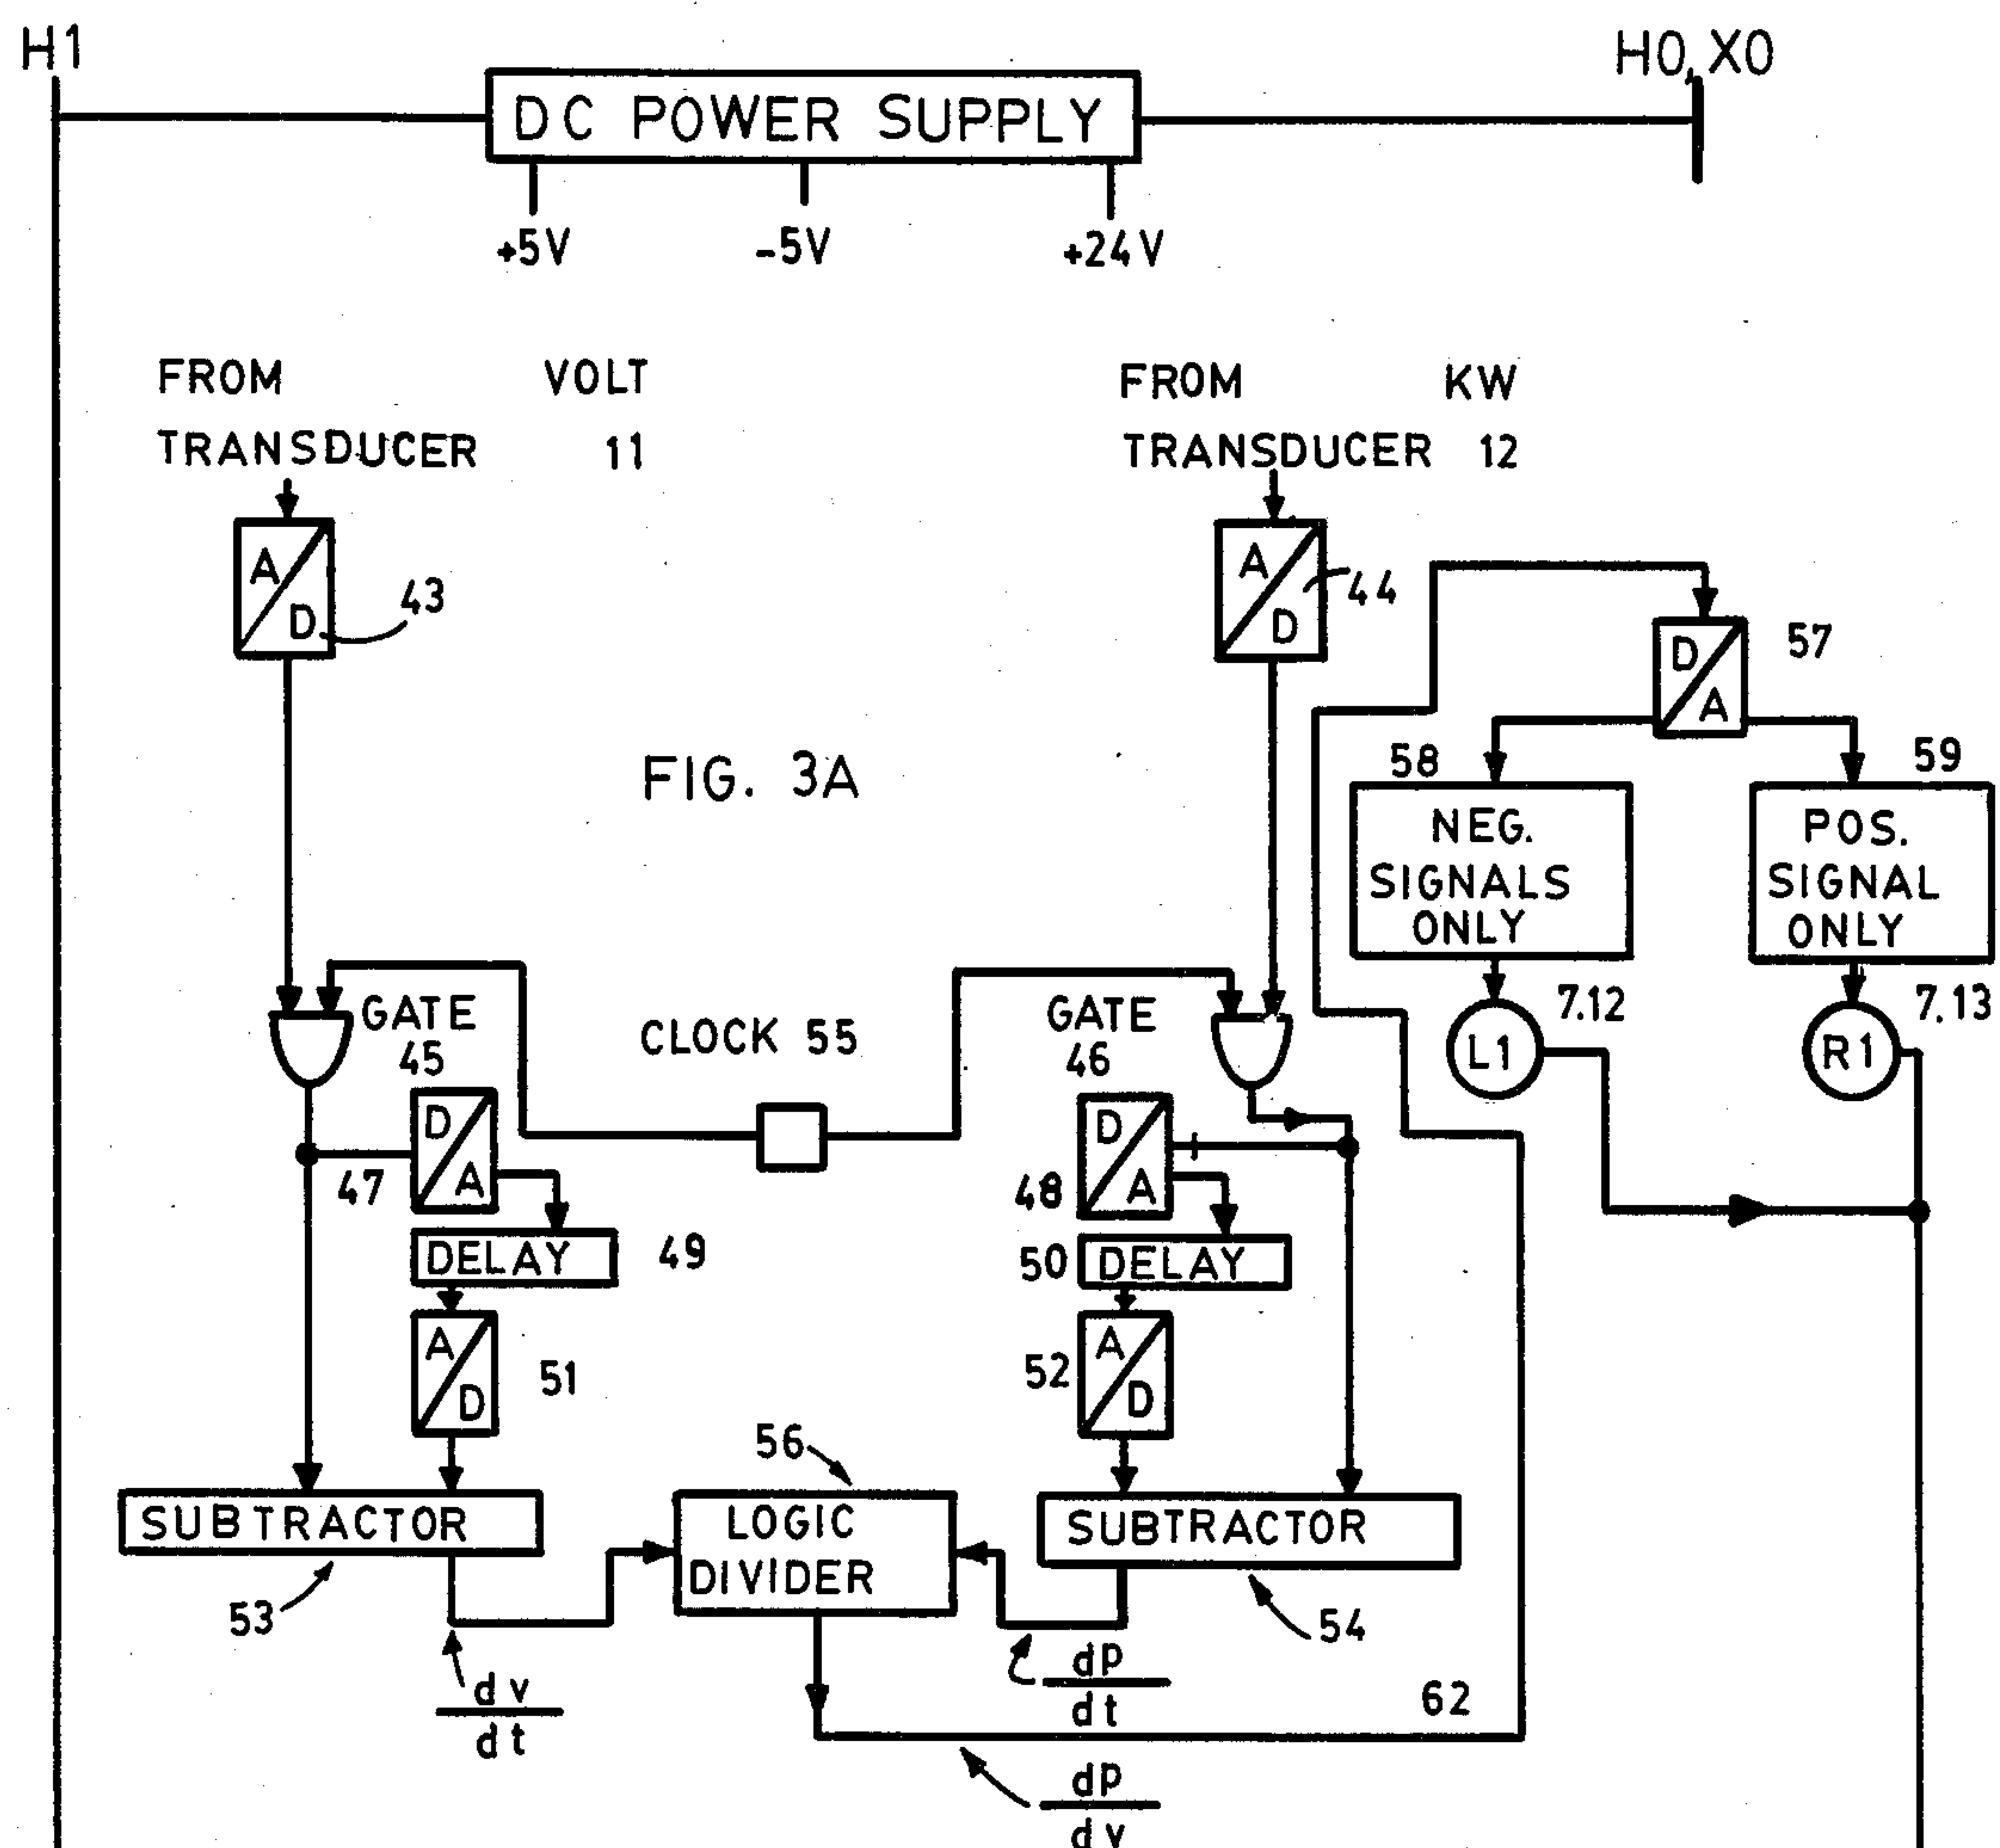 H1
H0, X0
DC POWER SUPPLY
+5V
-5V
+24V
FROM VOLT
TRANSDUCER 11
FROM KW
TRANSDUCER 12
A
D
43
A
D
44
D
A
57
FIG. 3A
58
59
NEG.
SIGNALS
ONLY
POS.
SIGNAL
ONLY
7.12
7.13
L1
R1
GATE
45
CLOCK 55
GATE
46
D
A
47
D
A
48
DELAY
49
50
DELAY
A
D
51
52
A
D
56
SUBTRACTOR
LOGIC
DIVIDER
SUBTRACTOR
53
54
dv
dt
dP
dt
62
dP
dv